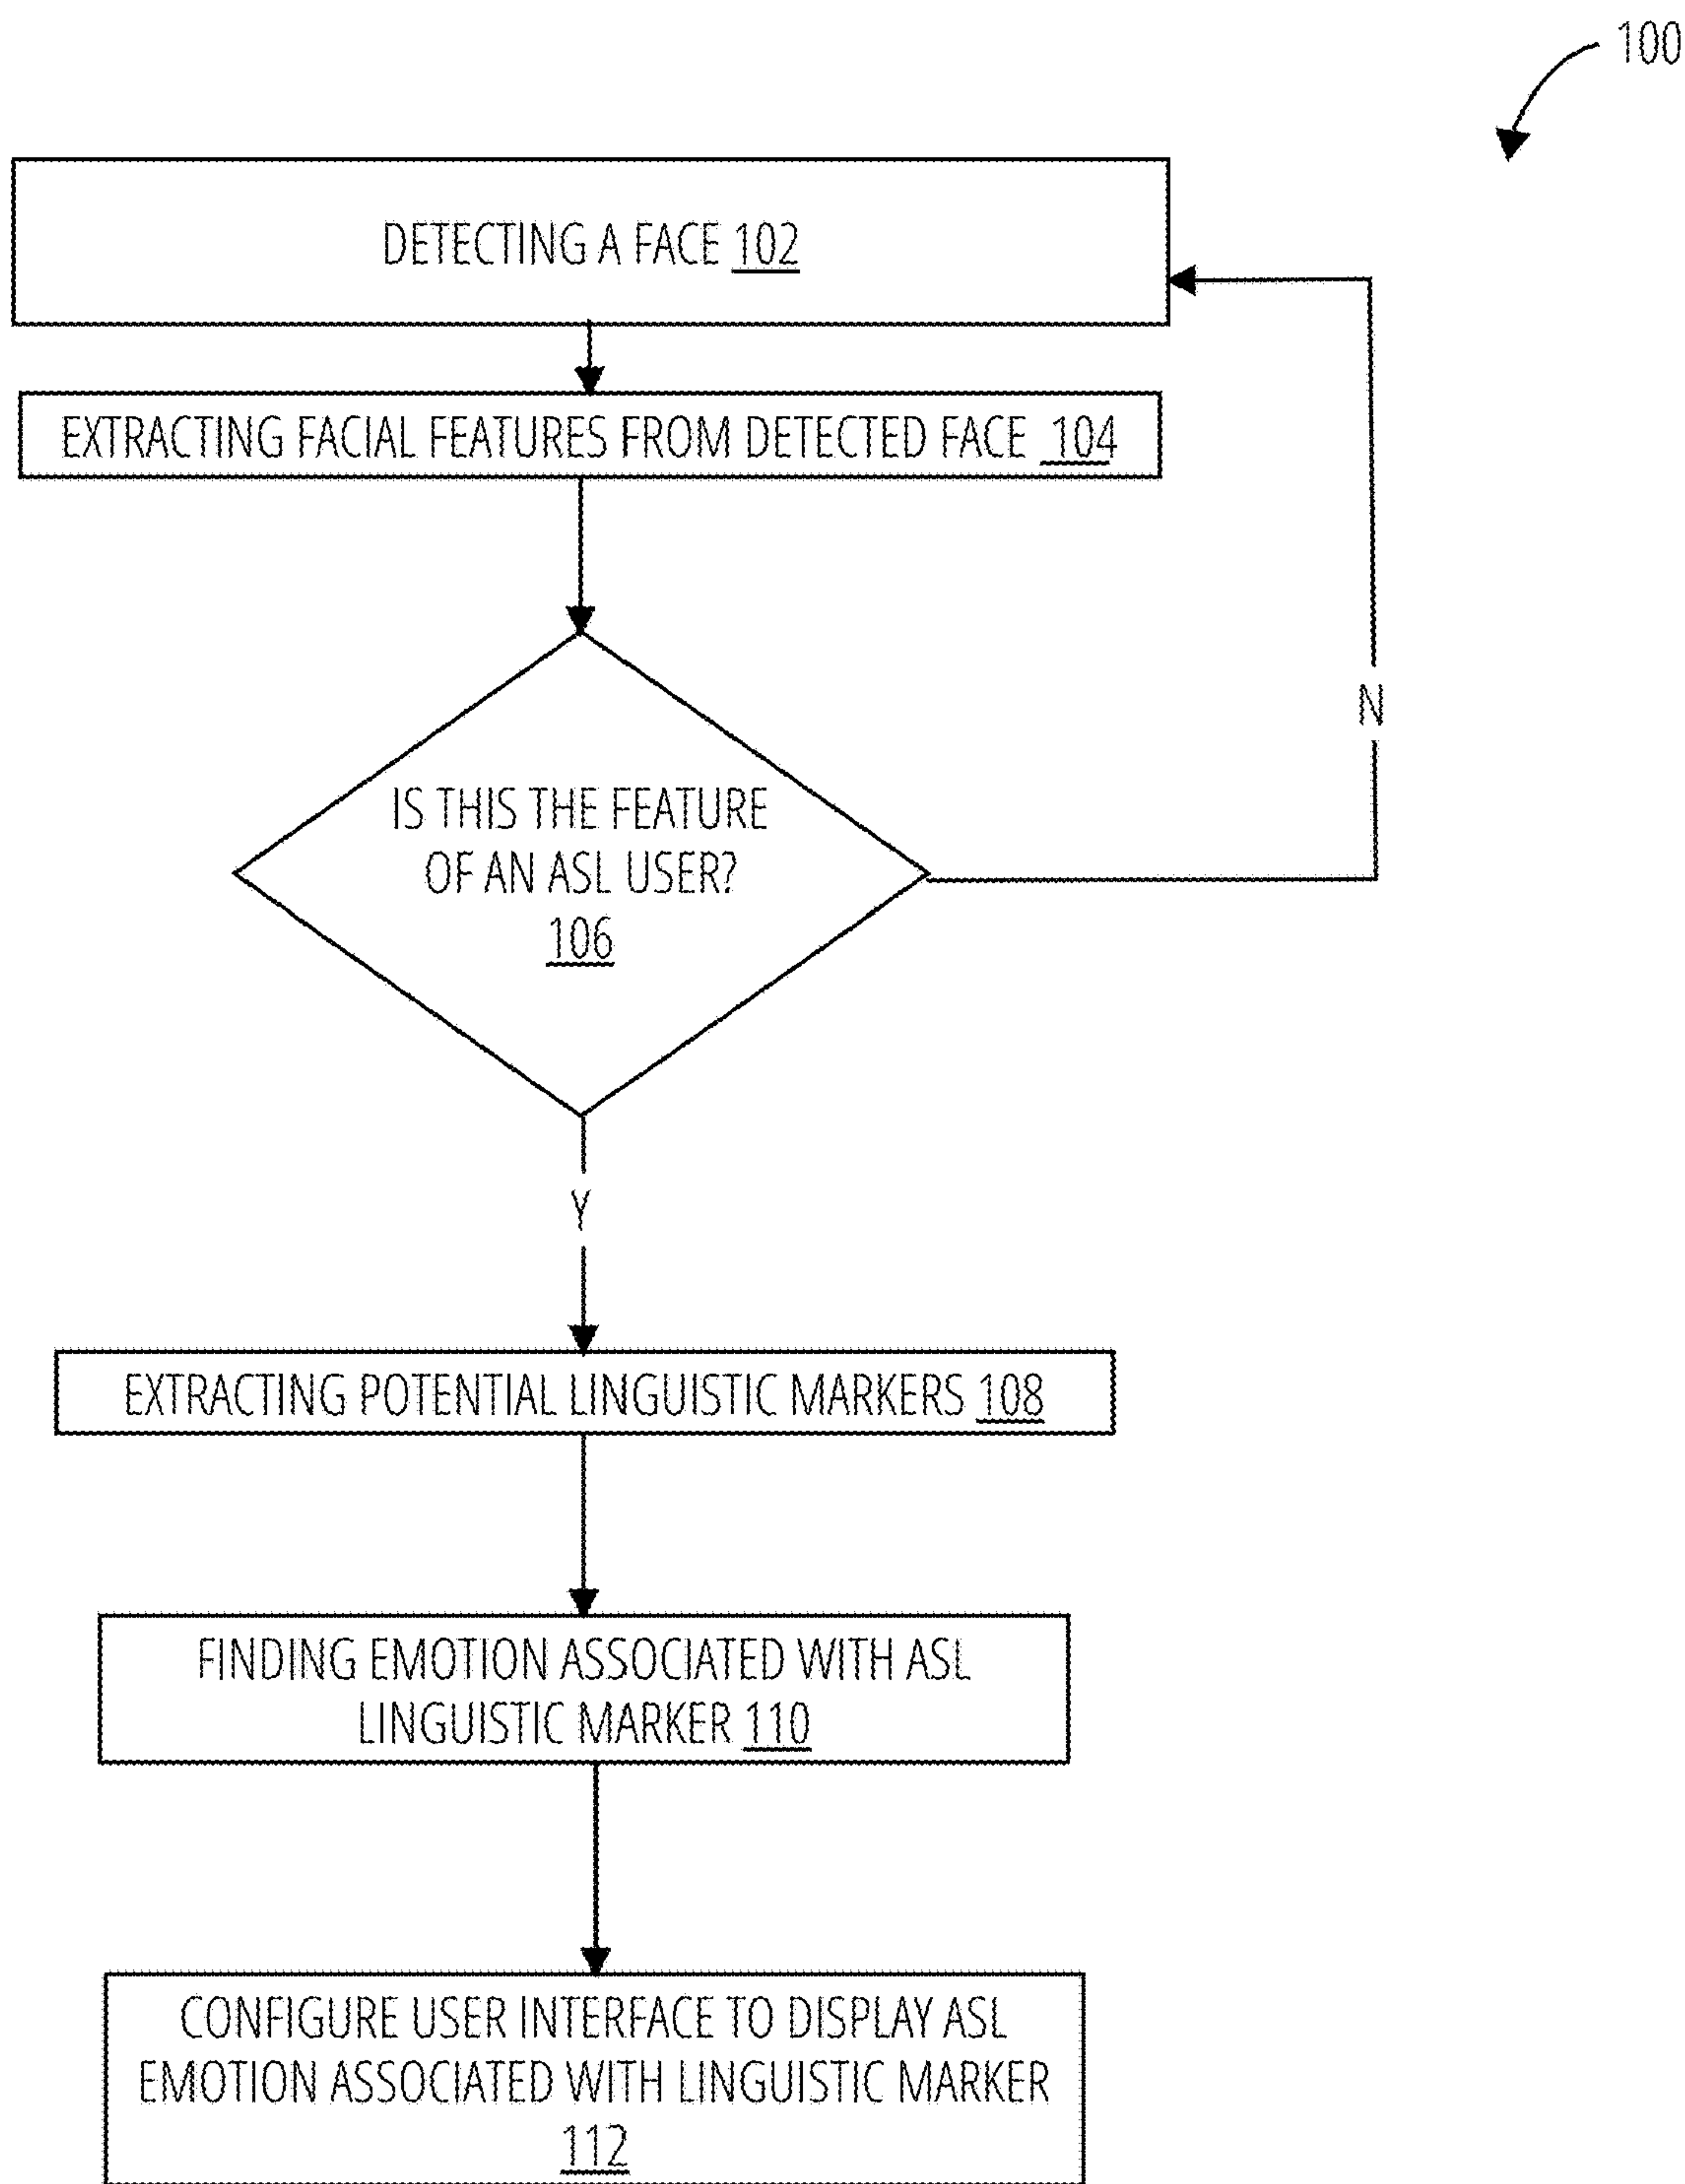 100
DETECTING A FACE 102
EXTRACTING FACIAL FEATURES FROM DETECTED FACE 104
N
IS THIS THE FEATURE
OF AN ASL USER?
106
Y
EXTRACTING POTENTIAL LINGUISTIC MARKERS 108
FINDING EMOTION ASSOCIATED WITH ASL
LINGUISTIC MARKER 110
CONFIGURE USER INTERFACE TO DISPLAY ASL
EMOTION ASSOCIATED WITH LINGUISTIC MARKER
112